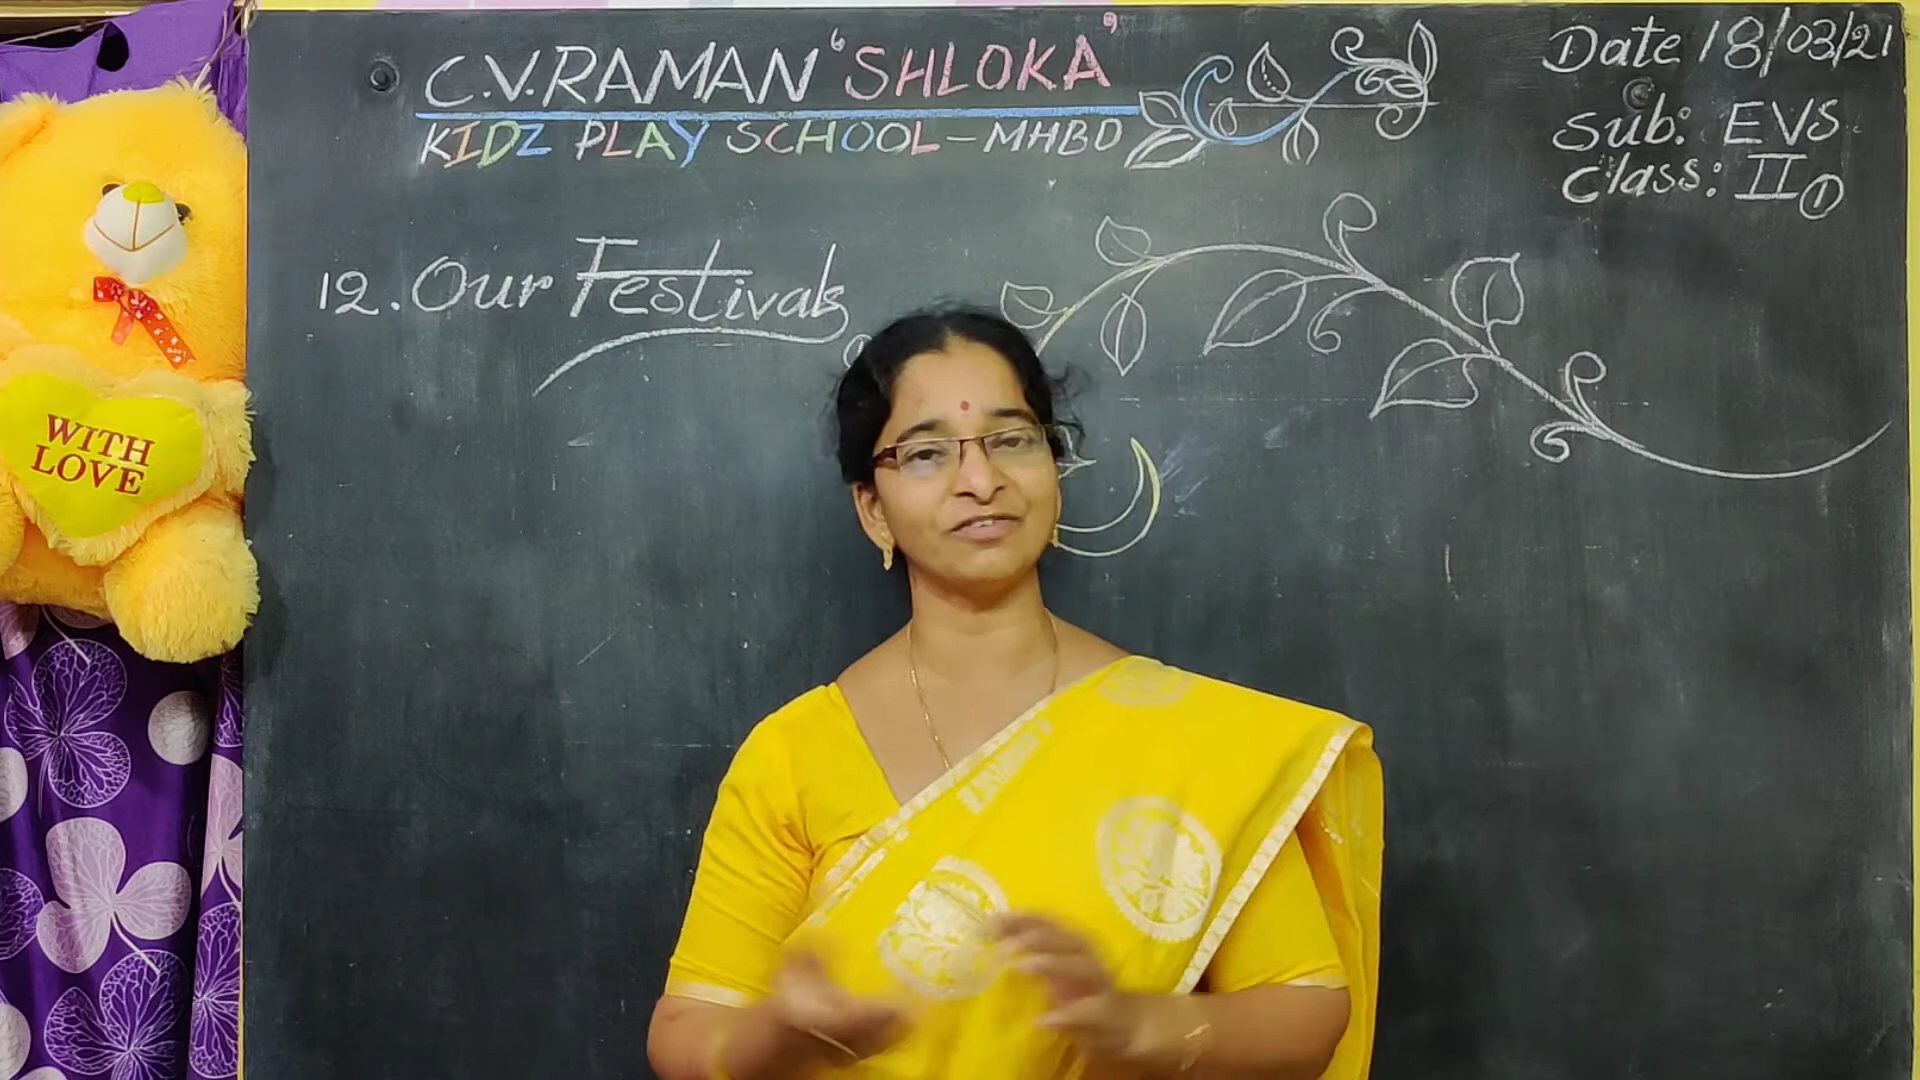 C.V.RAMAN "SHLOKA"
KIDZ PLAY SCHOOL-MHBD
Date 18/03/21
Sub: EVS
Class: II ①
12. Our Festivals
WITH
LOVE